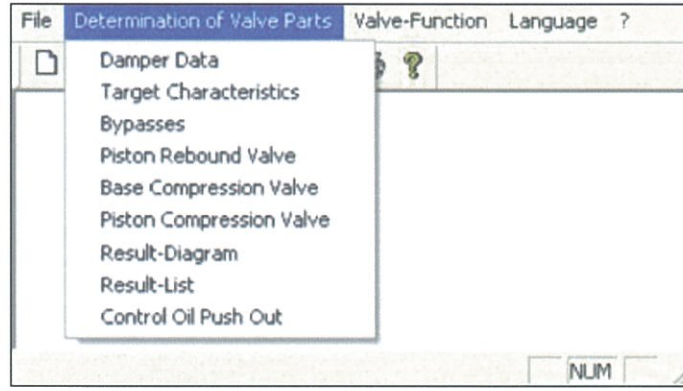 File Determination of Valve Parts Valve-Function Language ?
Damper Data
Target Characteristics
Bypasses
Piston Rebound Valve
Base Compression Valve
Piston Compression Valve
Result-Diagram
Result-List
Control Oil Push Out
NUM